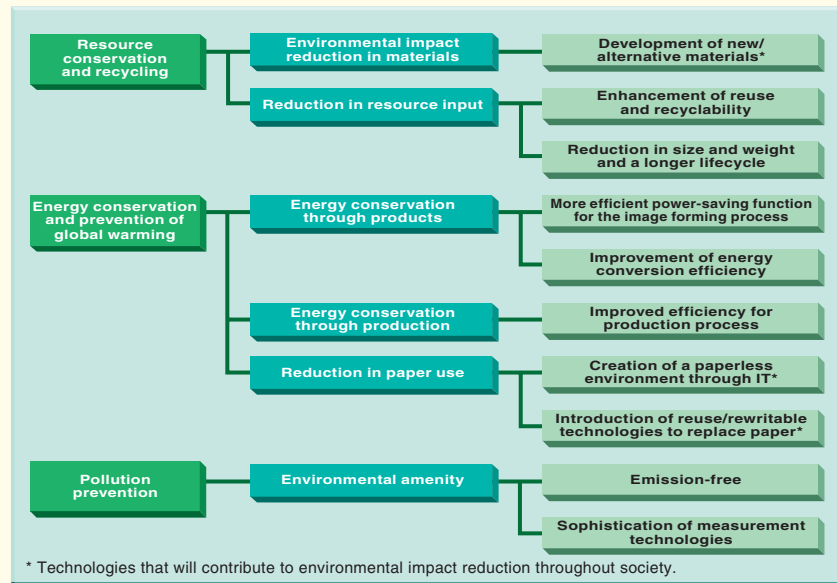 Resource
conservation
and recycling
Environmental impact
reduction in materials
Development of new/
alternative materials*
Reduction in resource input
Enhancement of reuse
and recyclability
Reduction in size and weight
and a longer lifecycle
Energy conservation
and prevention of
global warming
Energy conservation
through products
More efficient power-saving function
for the image forming process
Improvement of energy
conversion efficiency
Energy conservation
through production
Improved efficiency for
production process
Reduction in paper use
Creation of a paperless
environment through IT*
Introduction of reuse/rewritable
technologies to replace paper*
Pollution
prevention
Environmental amenity
Emission-free
Sophistication of measurement
technologies
* Technologies that will contribute to environmental impact reduction throughout society.